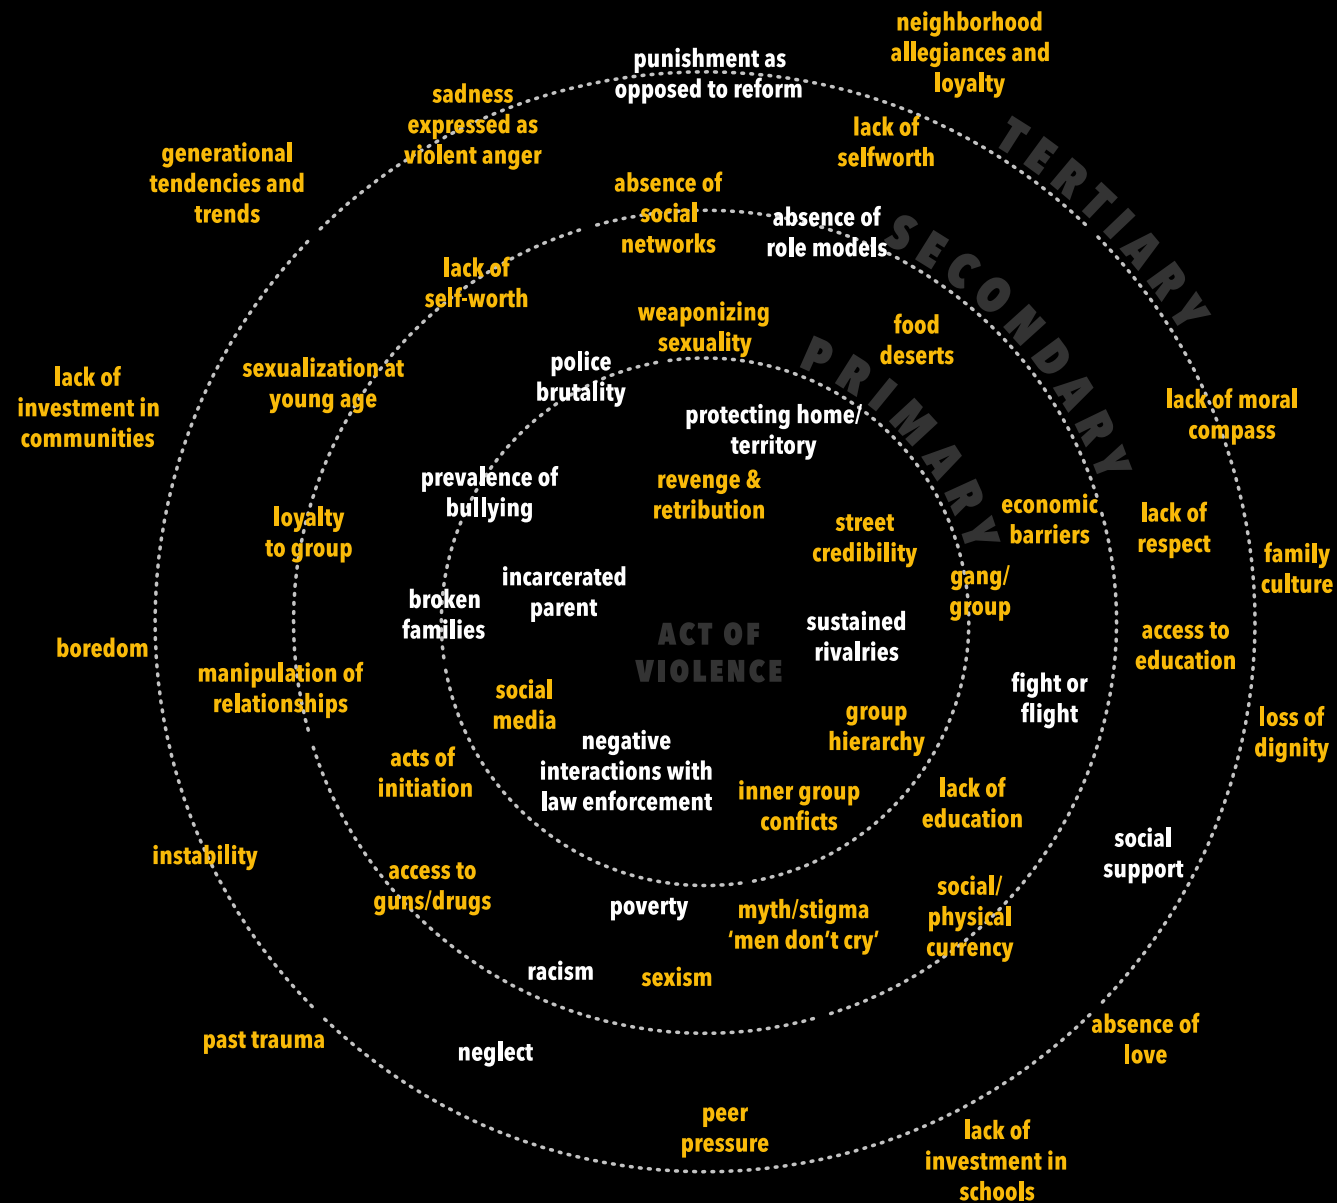 neighborhood
allegiances and
loyalty
punishment as
opposed to reform
sadness
expressed as
violent anger
lack of
selfworth
generational
tendencies and
trends
TERTIARY
absence of
social
networks
absence of
role models
SECONDARY
lack of
self-worth
weaponizing
sexuality
food
deserts
PRIMARY
police
brutality
sexualization at
young age
lack of
investment in
communities
protecting home/
territory
lack of moral
compass
prevalence of
bullying
revenge &
retribution
economic
barriers
lack of
respect
loyalty
to group
street
credibility
family
culture
incarcerated
parent
gang/
group
broken
families
ACT OF
VIOLENCE
sustained
rivalries
access to
education
boredom
manipulation of
relationships
fight or
flight
social
media
group
hierarchy
loss of
dignity
negative
interactions with
law enforcement
acts of
initiation
inner group
conficts
lack of
education
social
support
instability
access to
guns/drugs
social/
physical
currency
poverty
myth/stigma
‘men don’t cry’
racism
sexism
past trauma
neglect
absence of
love
peer
pressure
lack of
investment in
schools